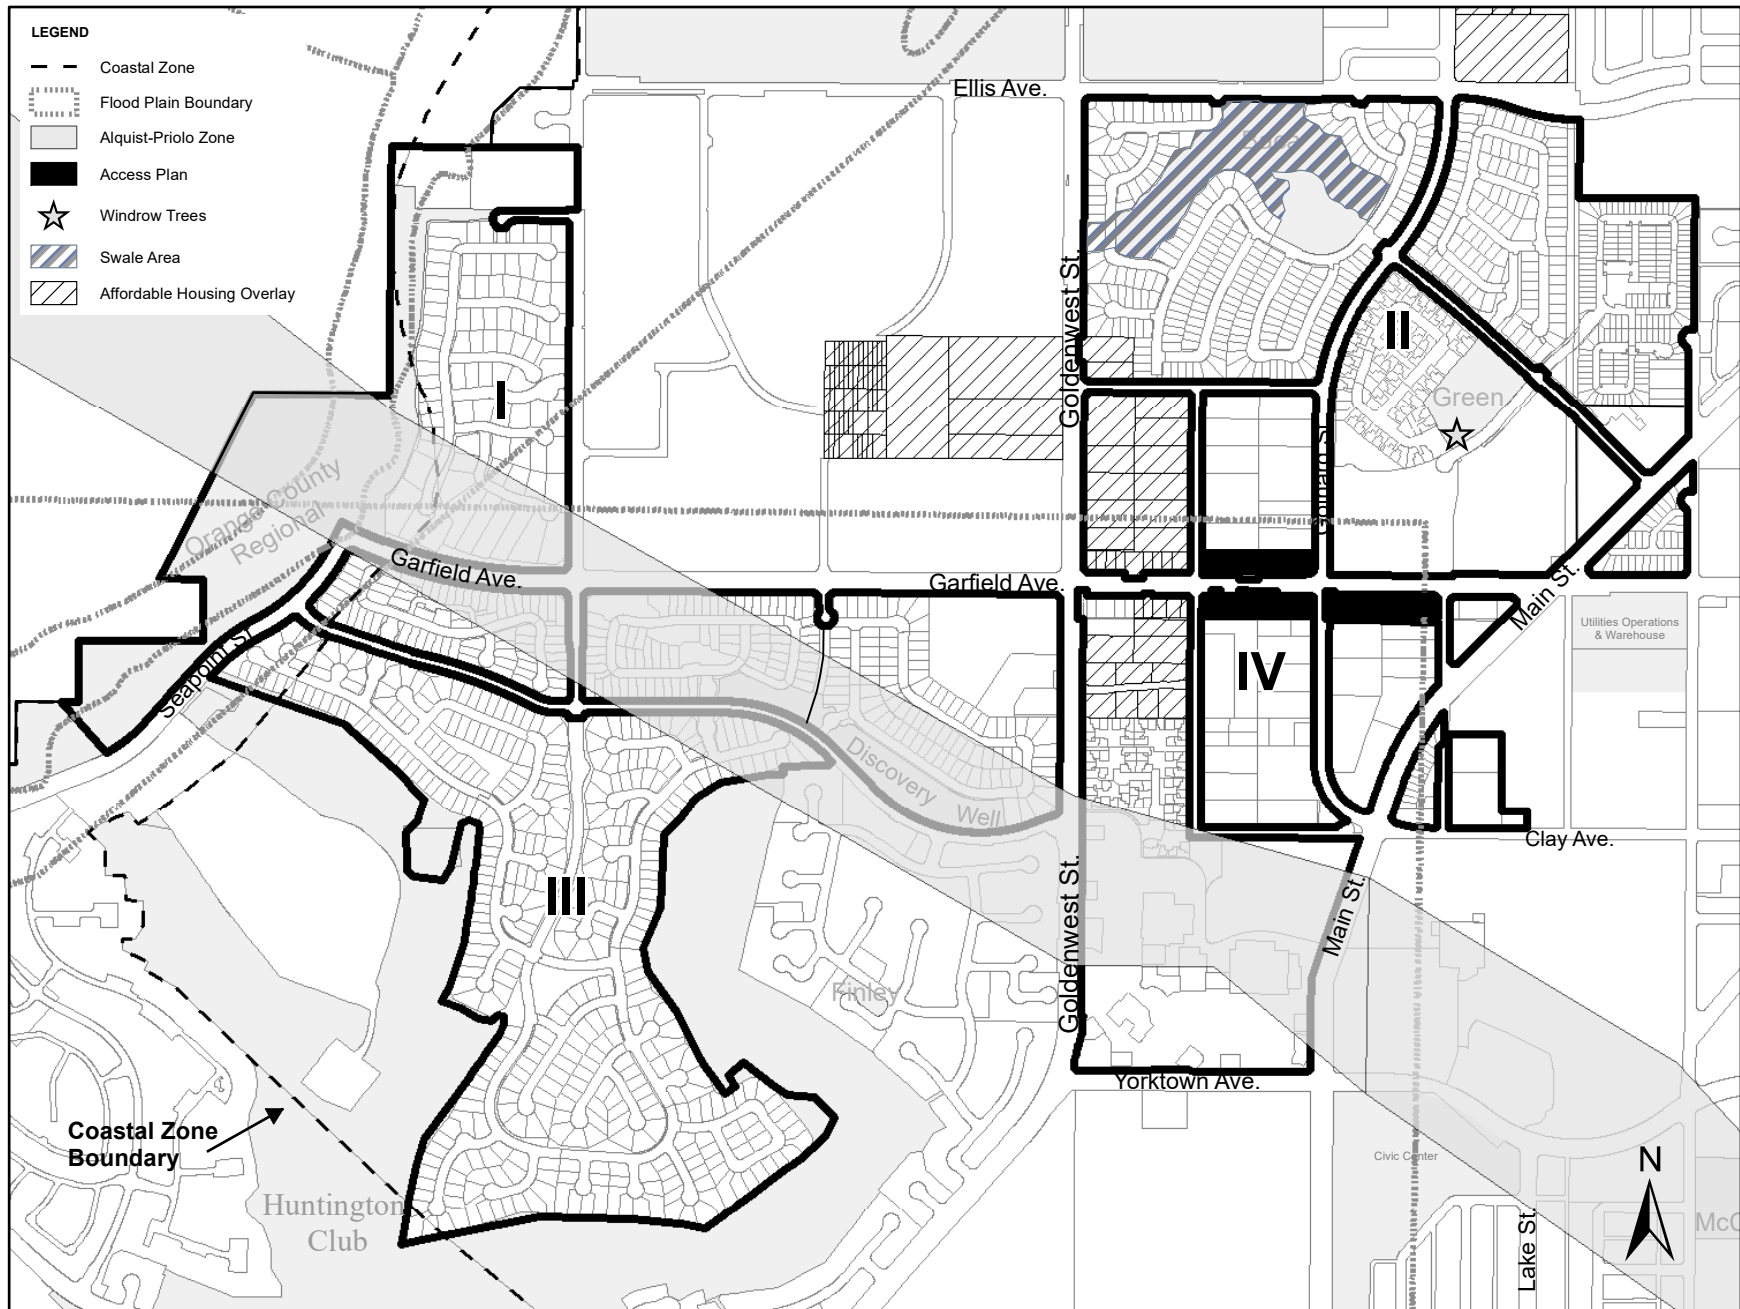 LEGEND
Coastal Zone
Flood Plain Boundary
Alquist-Priolo Zone
Access Plan
Windrow Trees
Swale Area
Affordable Housing Overlay
Ellis Ave.
Goldenwest St.
II
I
Green
Orange County
Regional
Garfield Ave.
Garfield Ave.
Main St.
Seapoint St.
Utilities Operations
& Warehouse
IV
Discovery
Well
Clay Ave.
III
Goldenwest St.
Main St.
Finley
Yorktown Ave.
Coastal Zone
Boundary
Civic Center
N
Huntington
Club
Lake St.
McC